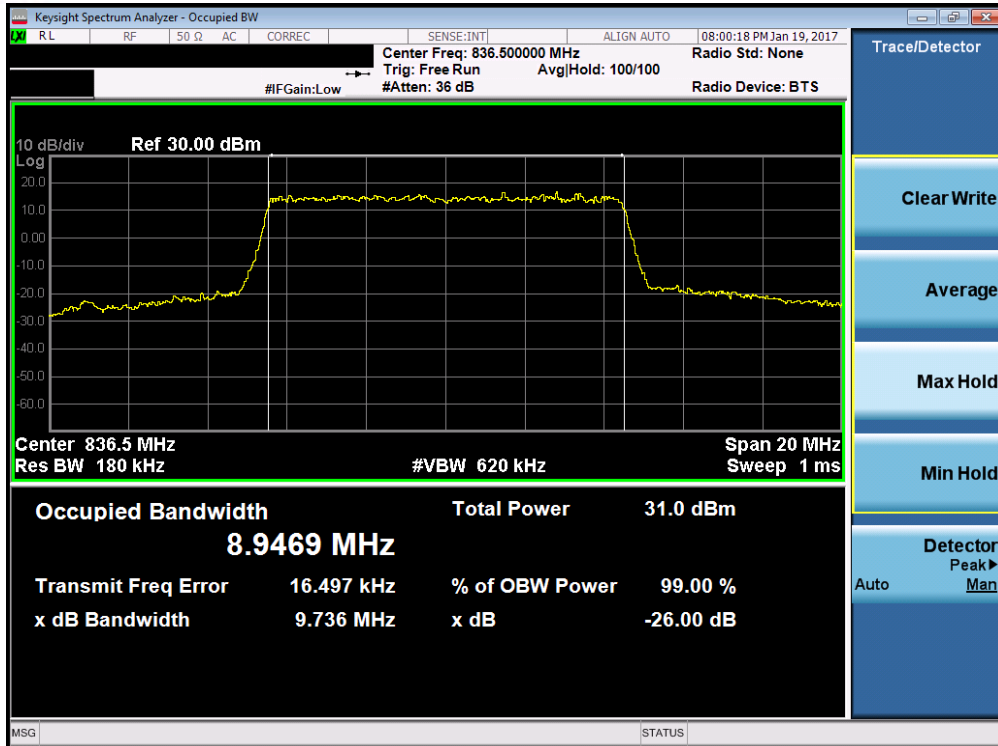 Keysight Spectrum Analyzer - Occupied BW
LXI RL RF 50 Ω AC CORREC SENSE:INT ALIGN AUTO 08:00:18 PM Jan 19, 2017
Center Freq: 836.500000 MHz Radio Std: None
Trig: Free Run Avg|Hold: 100/100
#IFGain:Low #Atten: 36 dB Radio Device: BTS
Trace/Detector
10 dB/div Ref 30.00 dBm
Log
20.0
10.0
0.00
-10.0
-20.0
-30.0
-40.0
-50.0
-60.0
Center 836.5 MHz Span 20 MHz
Res BW 180 kHz #VBW 620 kHz Sweep 1 ms
Occupied Bandwidth Total Power 31.0 dBm
8.9469 MHz
Transmit Freq Error 16.497 kHz % of OBW Power 99.00 %
x dB Bandwidth 9.736 MHz x dB -26.00 dB
Clear Write
Average
Max Hold
Min Hold
Detector
Peak▶
Auto Man
MSG STATUS